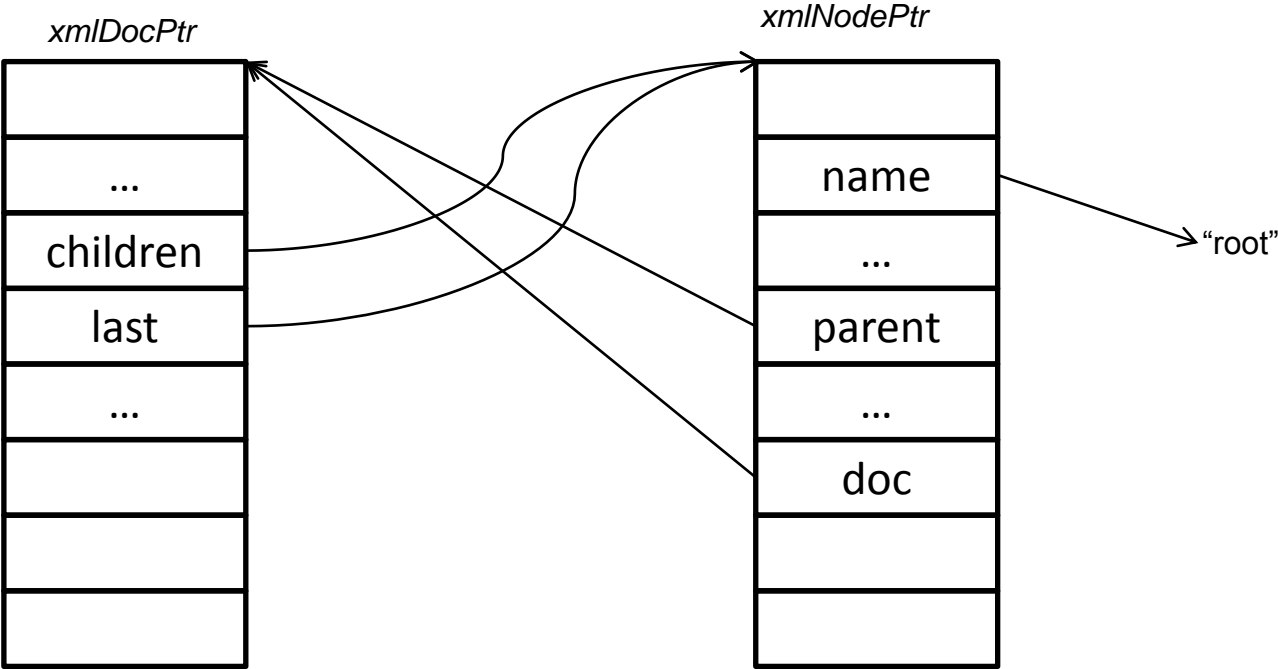 xmlDocPtr
...
children
last
...
xmlNodePtr
name
...
parent
...
doc
“root”